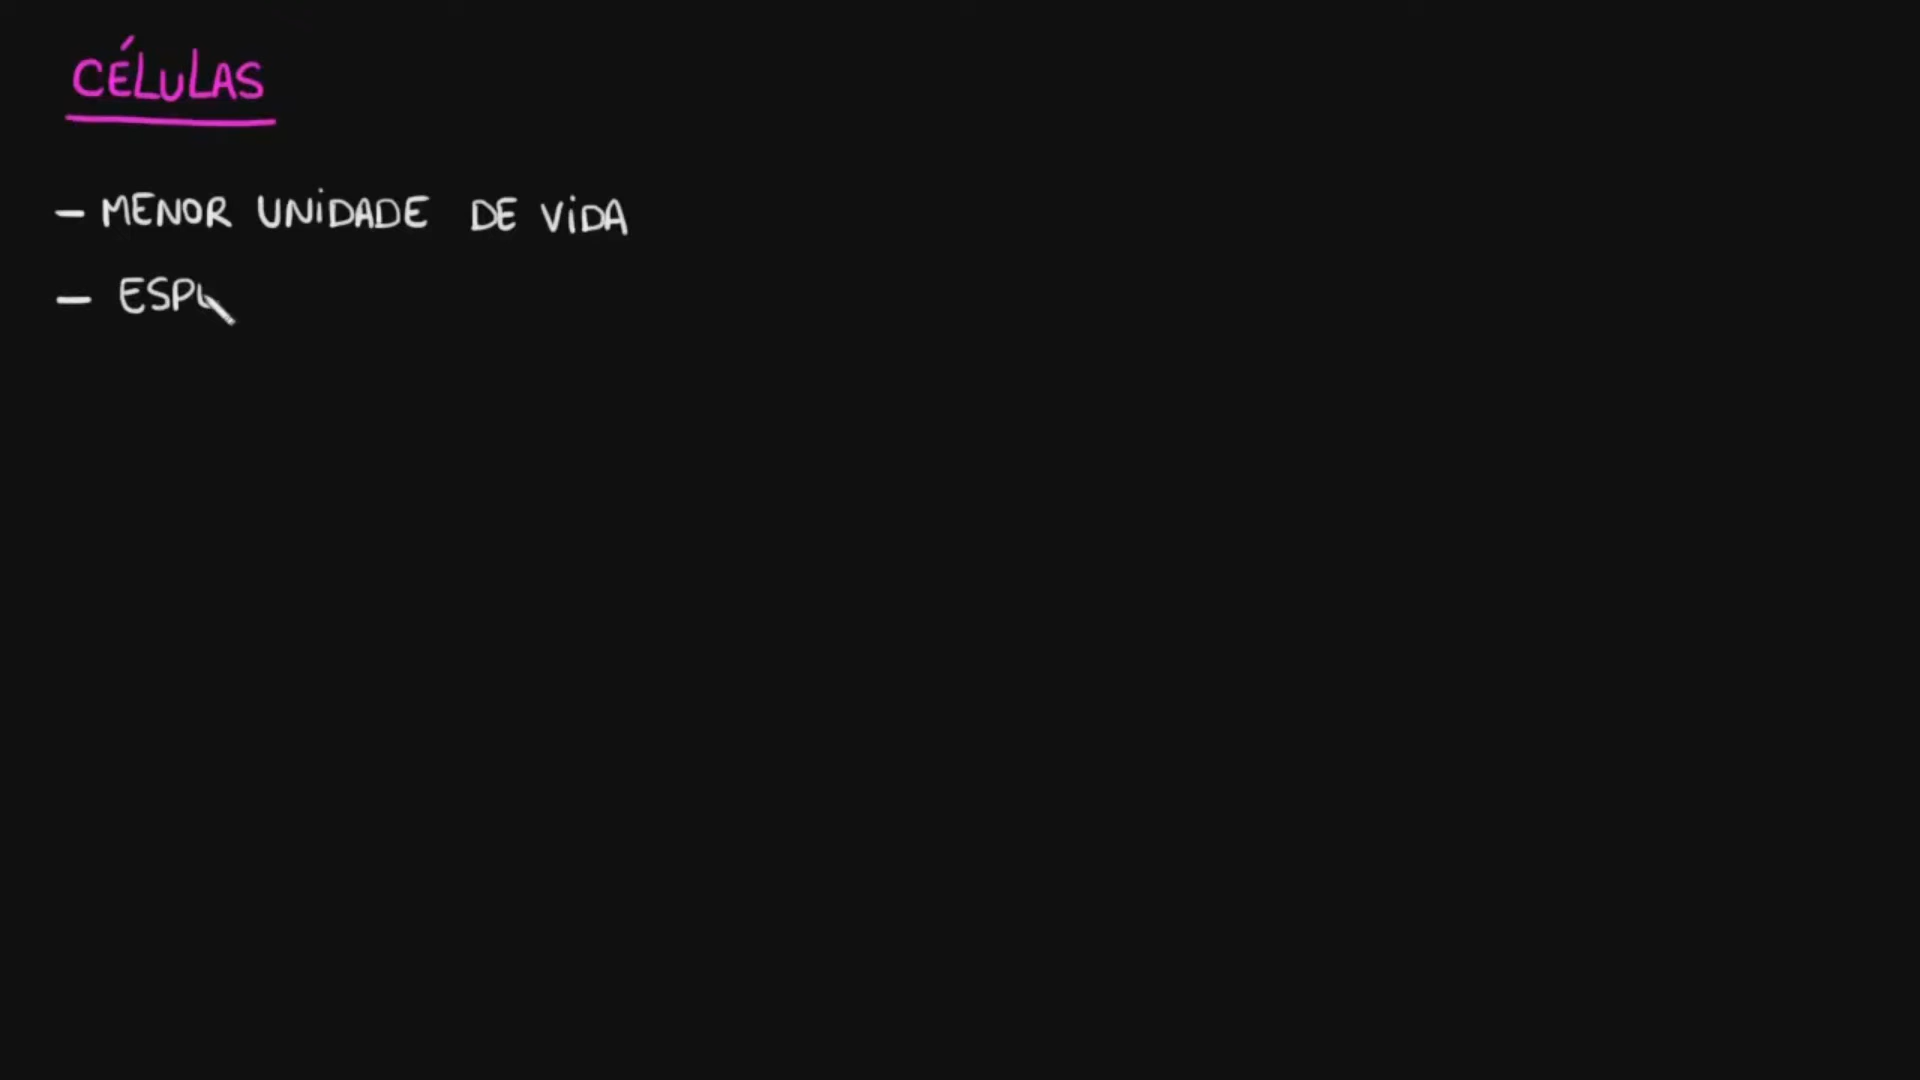 CÉLULAS
- MENOR UNIDADE DE VIDA
- ESP